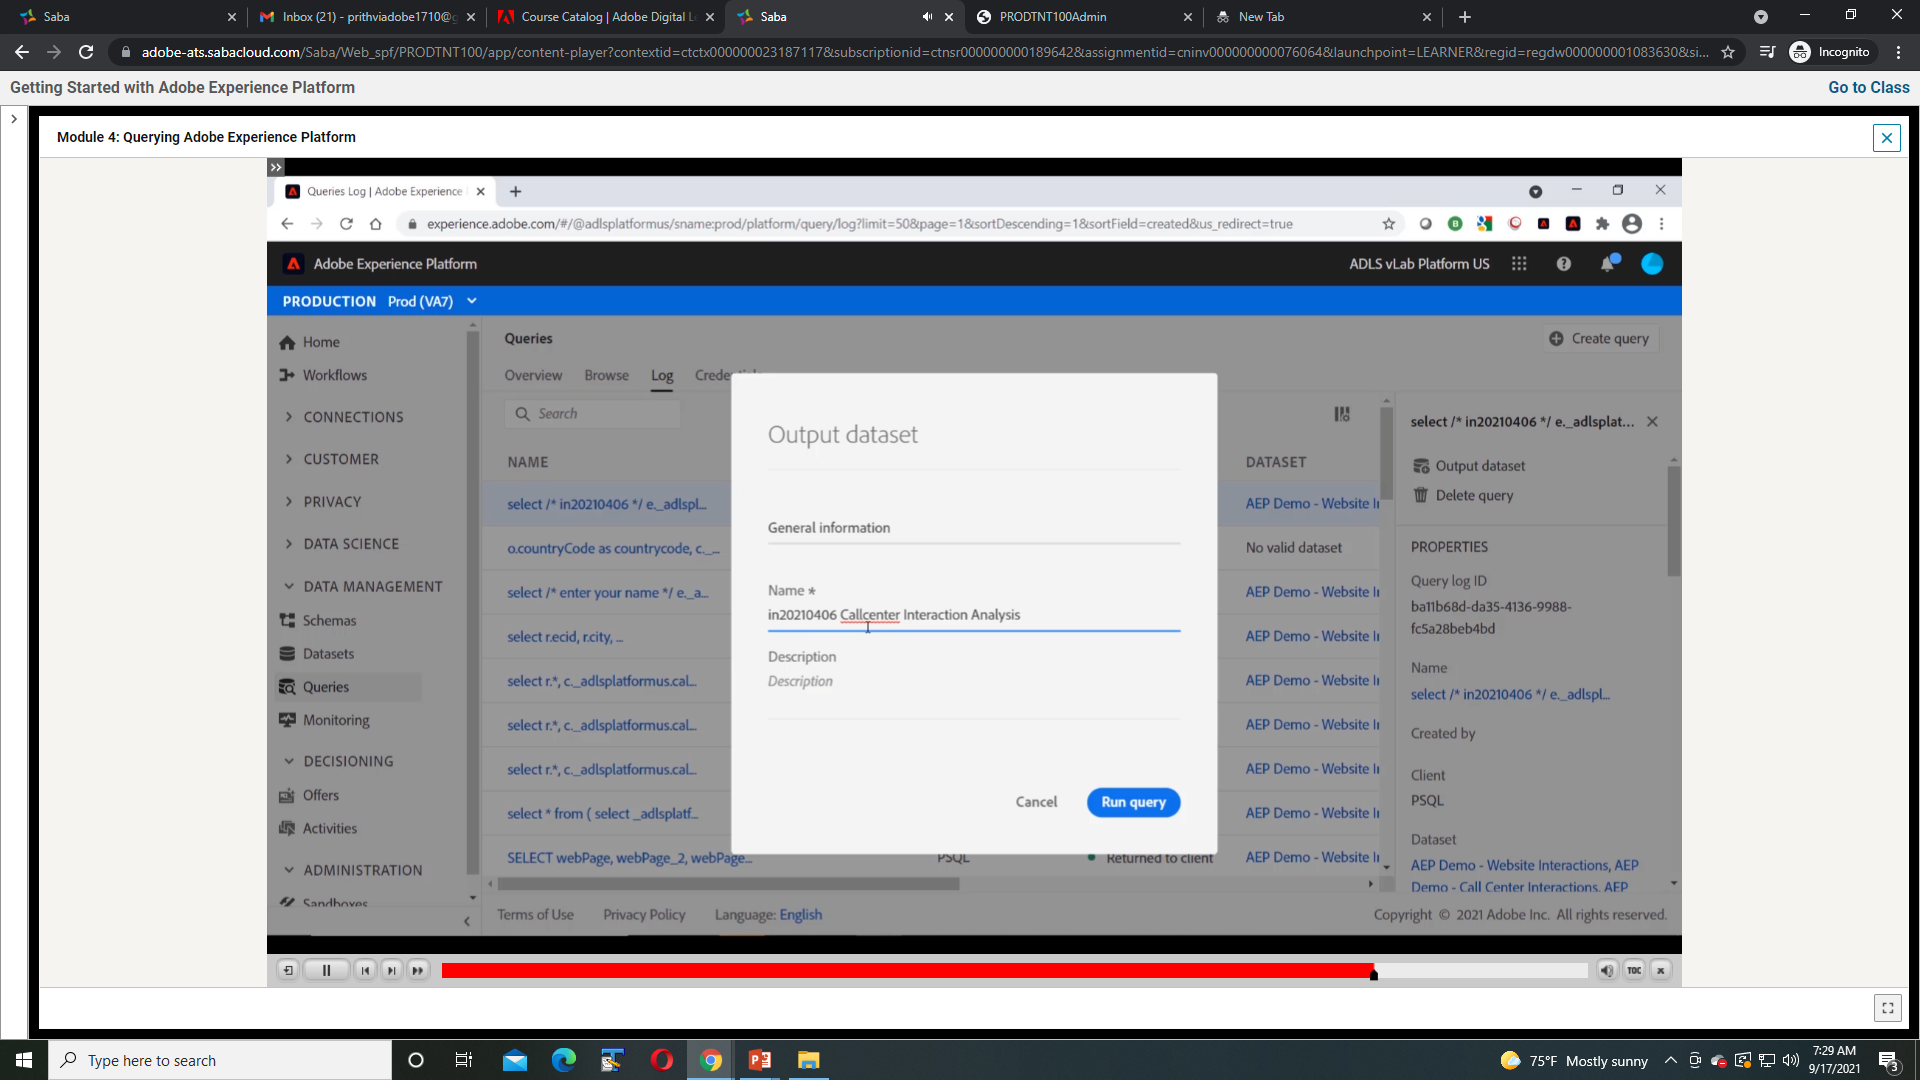 Saba
Inbox (21) - prithviadobe1710@g
Course Catalog | Adobe Digital L
Saba
PRODTNT100Admin
New Tab
adobe-ats.sabacloud.com/Saba/Web_spf/PRODTNT100/app/content-player?contextid=ctctx000000023187117&subscriptionid=ctnsr000000000189642&assignmentid=cninv000000000076064&launchpoint=LEARNER&regid=regdw000000001083630&si...
Incognito
Getting Started with Adobe Experience Platform
Go to Class
Module 4: Querying Adobe Experience Platform
Queries Log | Adobe Experience
experience.adobe.com/#/@adlsplatformus/sname:prod/platform/query/log?limit=50&page=1&sortDescending=1&sortField=created&us_redirect=true
Adobe Experience Platform
ADLS vLab Platform US
PRODUCTION Prod (VA7)
Home
Workflows
CONNECTIONS
CUSTOMER
PRIVACY
DATA SCIENCE
DATA MANAGEMENT
Schemas
Datasets
Queries
Monitoring
DECISIONING
Offers
Activities
ADMINISTRATION
Sandboxes
Queries
Create query
Overview
Browse
Log
Credentials
Search
NAME
DATASET
select /* in20210406 */ e._adlspl...
AEP Demo - Website I
o.countryCode as countrycode, c._...
No valid dataset
select /* enter your name */ e._a...
AEP Demo - Website I
select r.ecid, r.city, ...
AEP Demo - Website I
select r.*, c._adlsplatformus.cal...
AEP Demo - Website I
select r.*, c._adlsplatformus.cal...
AEP Demo - Website I
select r.*, c._adlsplatformus.cal...
AEP Demo - Website I
select * from ( select _adlsplatf...
AEP Demo - Website I
SELECT webPage, webPage_2, webPage...
PSQL
Returned to client
AEP Demo - Website I
Output dataset
General information
Name *
in20210406 Callcenter Interaction Analysis
Description
Description
Cancel
Run query
select /* in20210406 */ e._adlsplat...
Output dataset
Delete query
PROPERTIES
Query log ID
ba11b68d-da35-4136-9988-
fc5a28beb4bd
Name
select /* in20210406 */ e._adlspl...
Created by
Client
PSQL
Dataset
AEP Demo - Website Interactions, AEP
Demo - Call Center Interactions, AEP
Terms of Use
Privacy Policy
Language: English
Copyright © 2021 Adobe Inc. All rights reserved.
TOC
Type here to search
75°F Mostly sunny
7:29 AM
9/17/2021
3